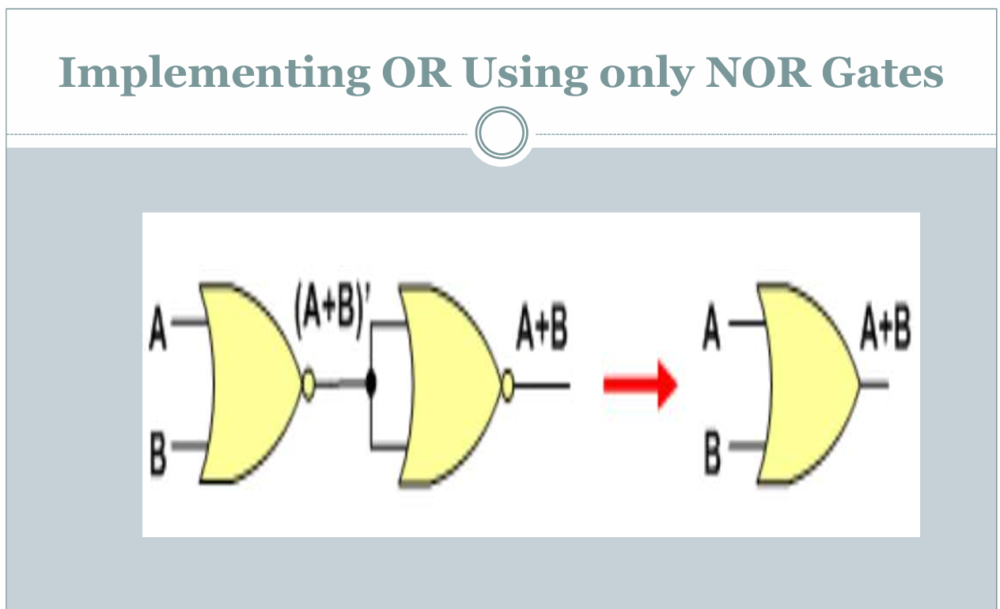 Implementing OR Using only NOR Gates
(A+B)'
A
A+B
A
A+B
B
B